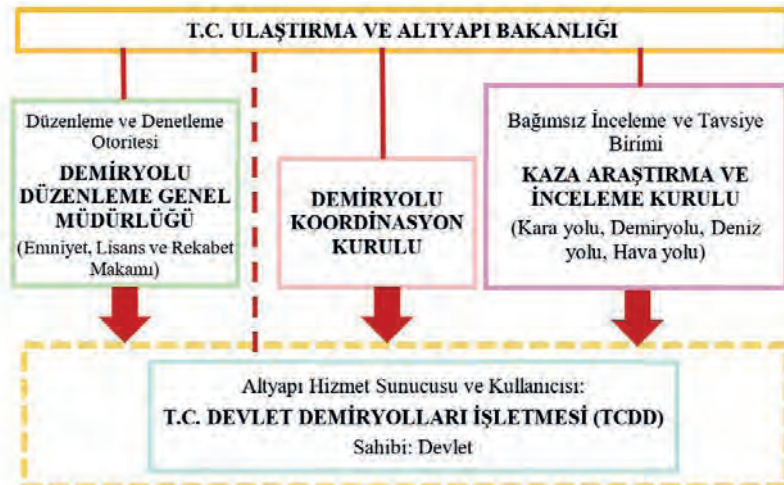 T.C. ULAŞTIRMA VE ALTYAPI BAKANLIĞI
Düzenleme ve Denetleme
Otoritesi
DEMİRYOLU
DÜZENLEME GENEL
MÜDÜRLÜĞÜ
(Emniyet, Lisans ve Rekabet
Makamı)
DEMİRYOLU
KOORDİNASYON
KURULU
Bağımsız İnceleme ve Tavsiye
Birimi
KAZA ARAŞTIRMA VE
İNCELEME KURULU
(Kara yolu, Demiryolu, Deniz
yolu, Hava yolu)
Altyapı Hizmet Sunucusu ve Kullanıcısı:
T.C. DEVLET DEMİRYOLLARI İŞLETMESİ (TCDD)
Sahibi: Devlet